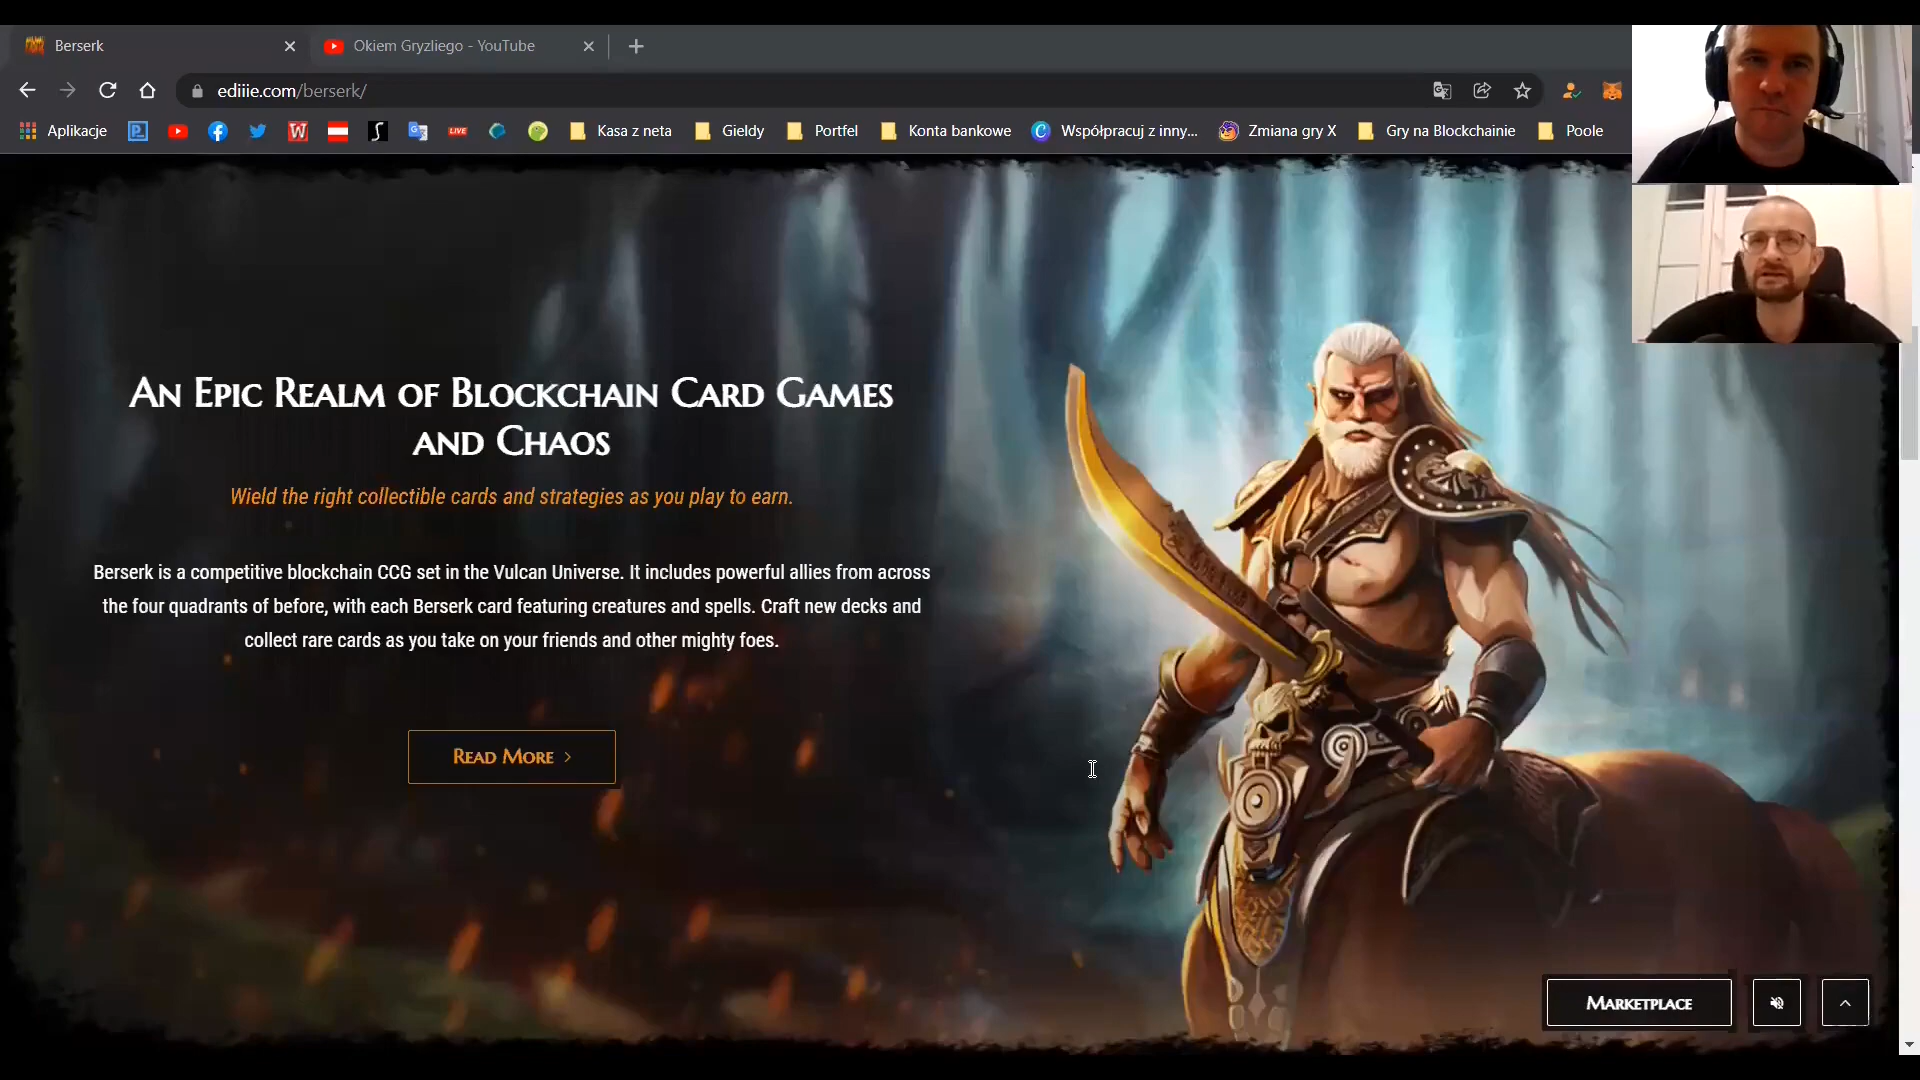 Berserk
Okiem Gryzliego - YouTube
ediiie.com/berserk/
Aplikacje
LIVE
Kasa z neta
Gieldy
Portfel
Konta bankowe
Współpracuj z inny...
Zmiana gry X
Gry na Blockchainie
Poole
An Epic Realm of Blockchain Card Games
and Chaos
Wield the right collectible cards and strategies as you play to earn.
Berserk is a competitive blockchain CCG set in the Vulcan Universe. It includes powerful allies from across
the four quadrants of before, with each Berserk card featuring creatures and spells. Craft new decks and
collect rare cards as you take on your friends and other mighty foes.
Read More
Marketplace